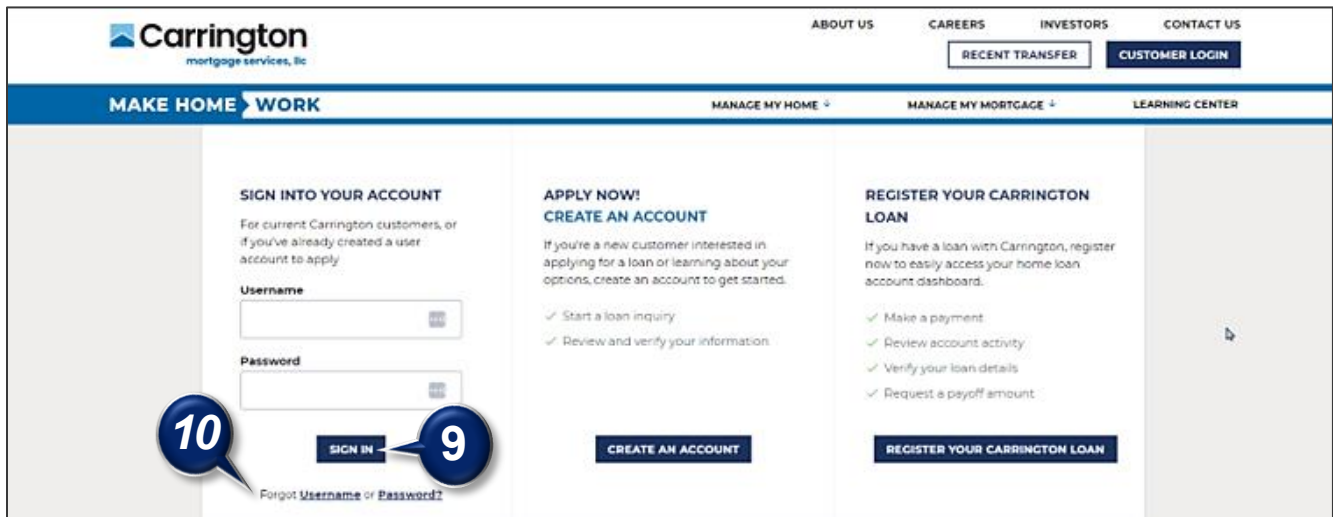 Carrington
mortgage services, llc
ABOUT US CAREERS INVESTORS CONTACT US
RECENT TRANSFER CUSTOMER LOGIN
MAKE HOME WORK MANAGE MY HOME MANAGE MY MORTGAGE LEARNING CENTER
SIGN INTO YOUR ACCOUNT
For current Carrington customers, or
if you've already created a user
account to apply
Username
Password
SIGN IN
9
10
Forgot Username or Password?
APPLY NOW!
CREATE AN ACCOUNT
If you're a new customer interested in
applying for a loan or learning about your
options, create an account to get started.
✓ Start a loan inquiry
✓ Review and verify your information
CREATE AN ACCOUNT
REGISTER YOUR CARRINGTON
LOAN
If you have a loan with Carrington, register
now to easily access your home loan
account dashboard.
✓ Make a payment
✓ Review account activity
✓ Verify your loan details
✓ Request a payoff amount
REGISTER YOUR CARRINGTON LOAN